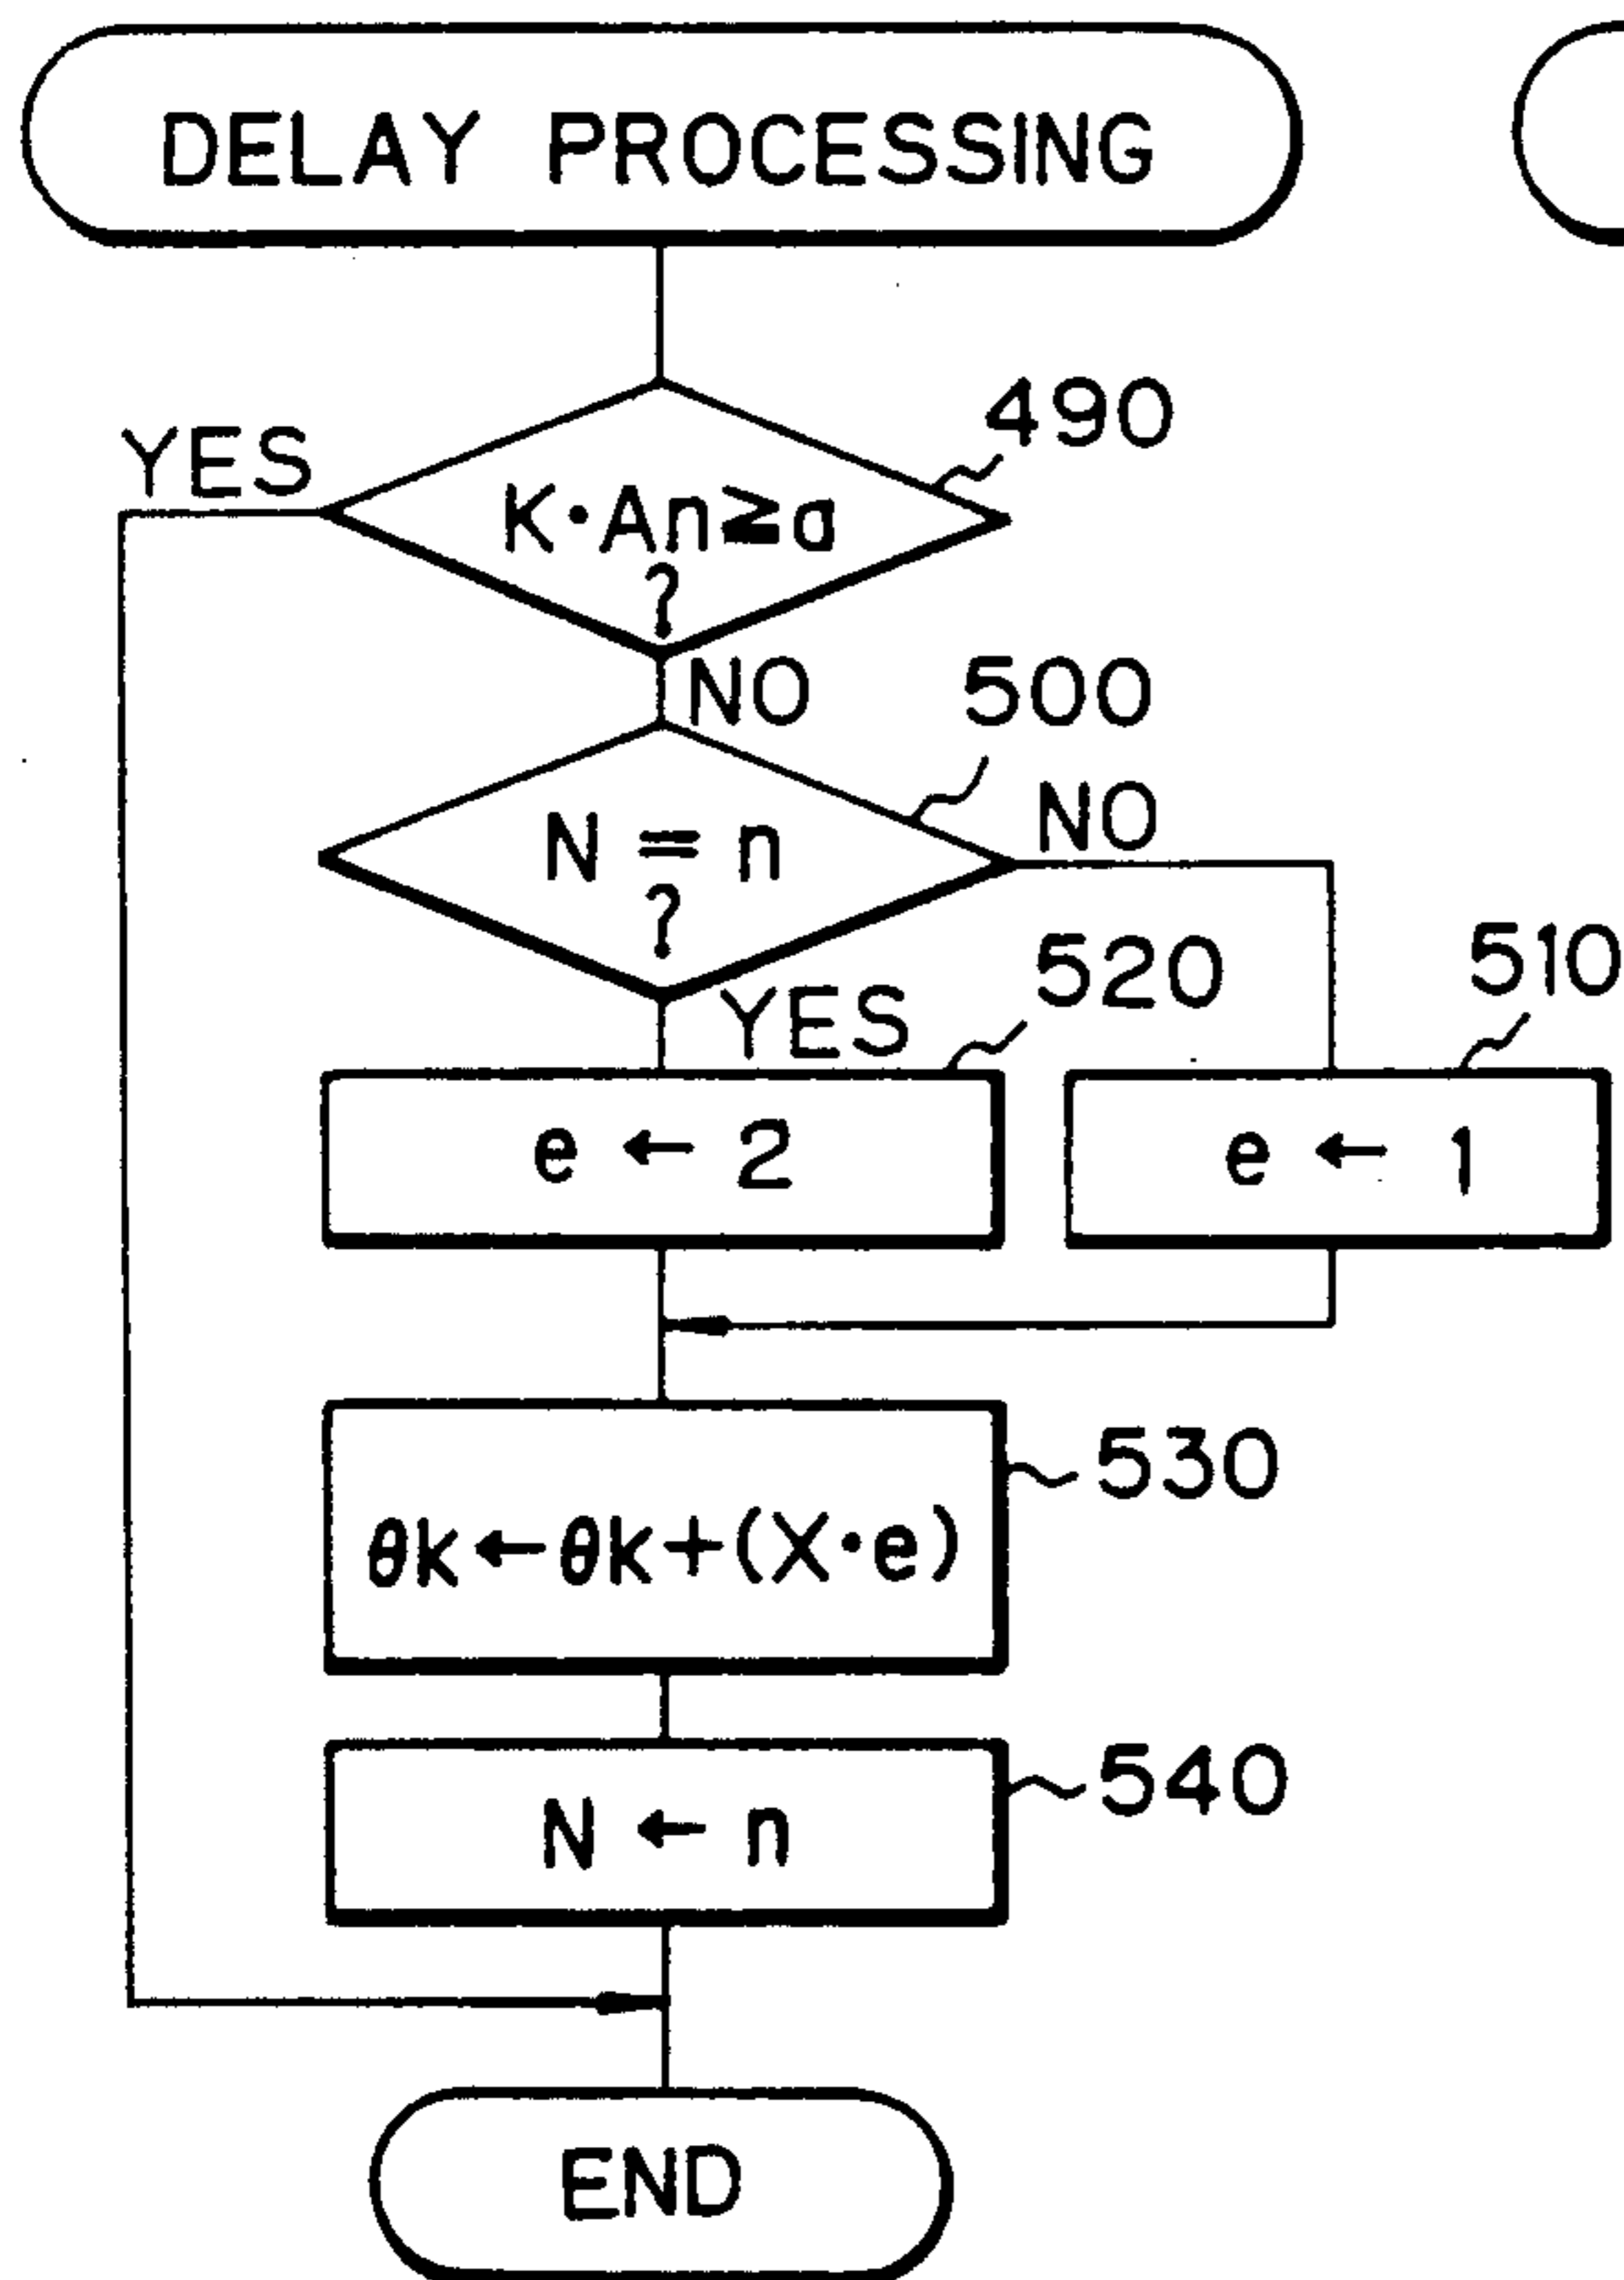 DELAY PROCESSING
490
YES
K·An≧a
?
NO
500
N = n
?
NO
520
510
YES
e ← 2
e ← 1
530
θk←θk+(X·e)
540
N ← n
END